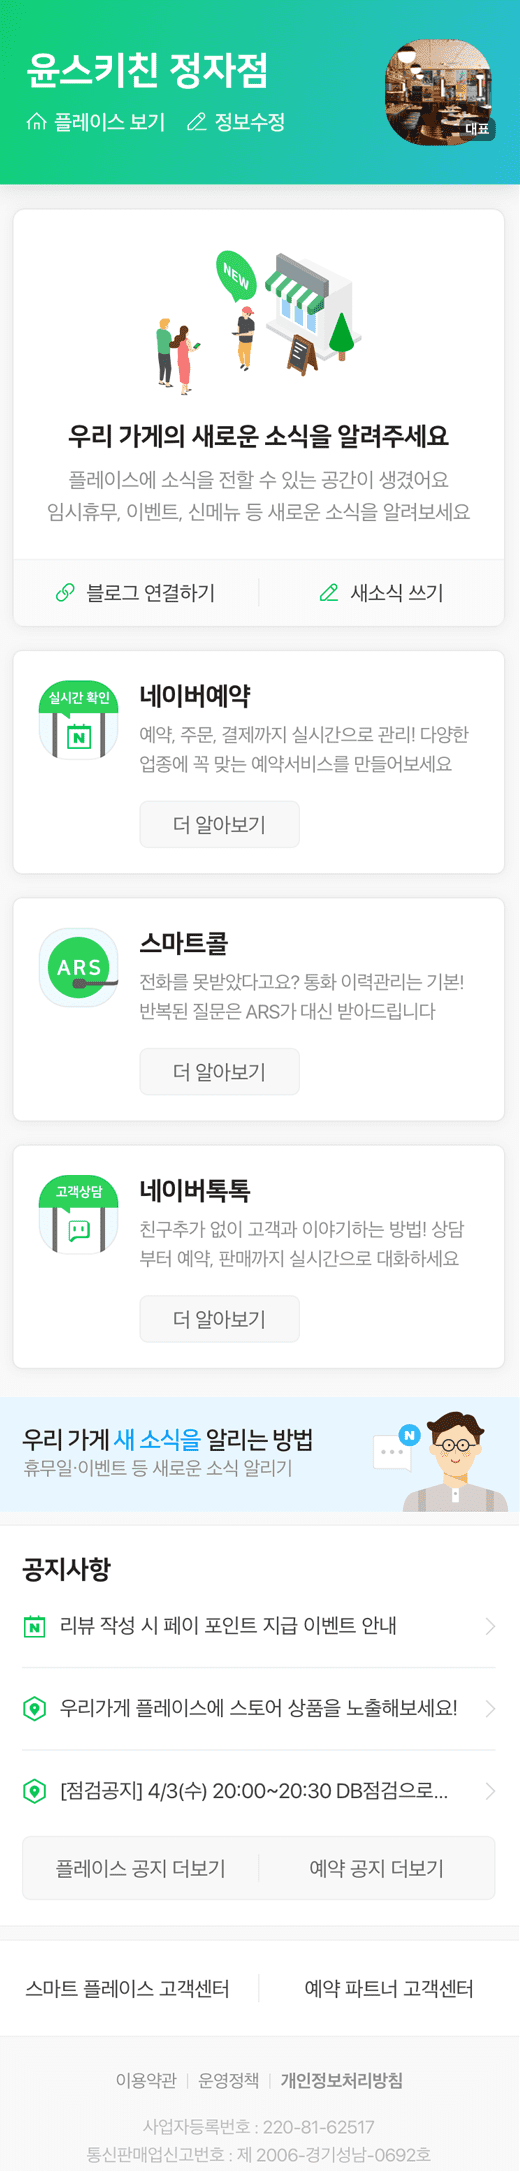 윤스키친 정자점
플레이스 보기 정보수정
대표
NEW
우리 가게의 새로운 소식을 알려주세요
플레이스에 소식을 전할 수 있는 공간이 생겼어요
임시휴무, 이벤트, 신메뉴 등 새로운 소식을 알려보세요
블로그 연결하기 새소식 쓰기
실시간 확인
N
네이버예약
예약, 주문, 결제까지 실시간으로 관리! 다양한
업종에 꼭 맞는 예약서비스를 만들어보세요
더 알아보기
ARS
스마트콜
전화를 못받았다고요? 통화 이력관리는 기본!
반복된 질문은 ARS가 대신 받아드립니다
더 알아보기
고객상담
네이버톡톡
친구추가 없이 고객과 이야기하는 방법! 상담
부터 예약, 판매까지 실시간으로 대화하세요
더 알아보기
우리 가게 새 소식을 알리는 방법
휴무일·이벤트 등 새로운 소식 알리기
N
공지사항
N 리뷰 작성 시 페이 포인트 지급 이벤트 안내
우리가게 플레이스에 스토어 상품을 노출해보세요!
[점검공지] 4/3(수) 20:00~20:30 DB점검으로...
플레이스 공지 더보기 예약 공지 더보기
스마트 플레이스 고객센터 예약 파트너 고객센터
이용약관 운영정책 개인정보처리방침
사업자등록번호 : 220-81-62517
통신판매업신고번호 : 제 2006-경기성남-0692호